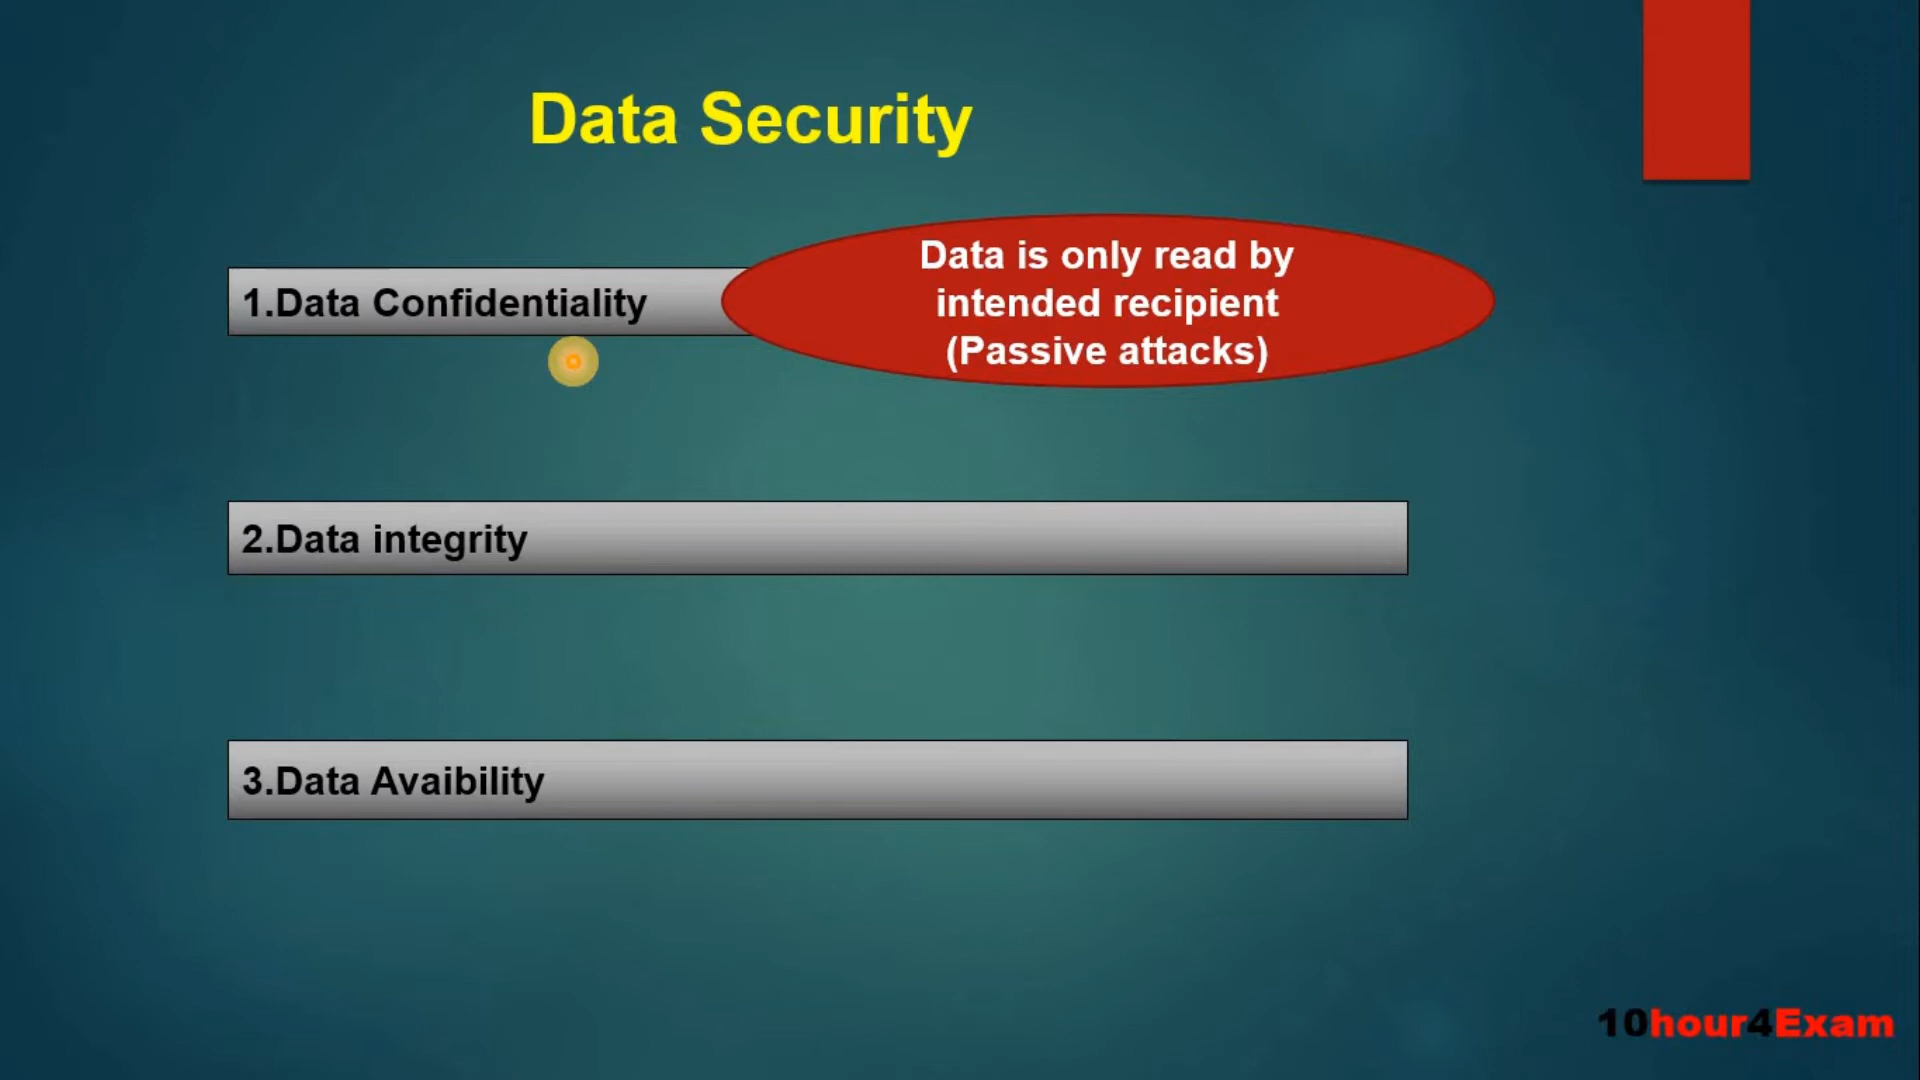 Data Security
1.Data Confidentiality
Data is only read by
intended recipient
(Passive attacks)
2.Data integrity
3.Data Avaibility
10hour4Exam